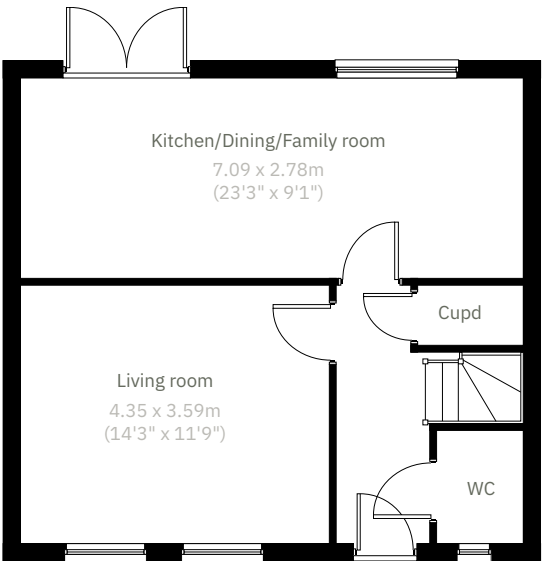 Kitchen/Dining/Family room
7.09 x 2.78m
(23'3" x 9'1")
Cupd
Living room
4.35 x 3.59m
(14'3" x 11'9")
WC